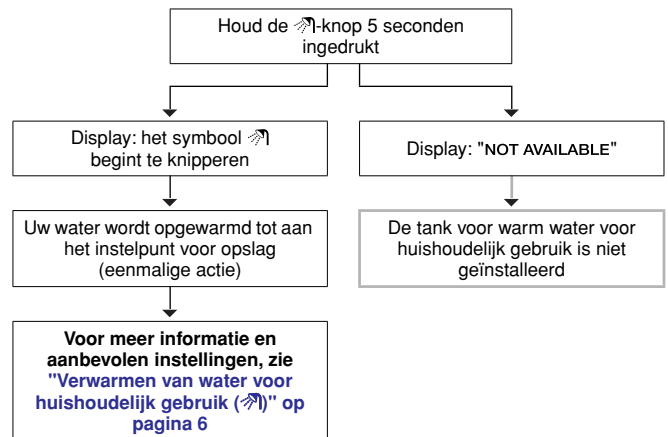 Houd de -knop 5 seconden
ingedrukt
Display: het symbool
begint te knipperen
Uw water wordt opgewarmd tot aan
het instelpunt voor opslag
(eenmalige actie)
Voor meer informatie en
aanbevolen instellingen, zie
"Verwarmen van water voor
huishoudelijk gebruik ()" op
pagina 6
Display: "NOT AVAILABLE"
De tank voor warm water voor
huishoudelijk gebruik is niet
geïnstalleerd